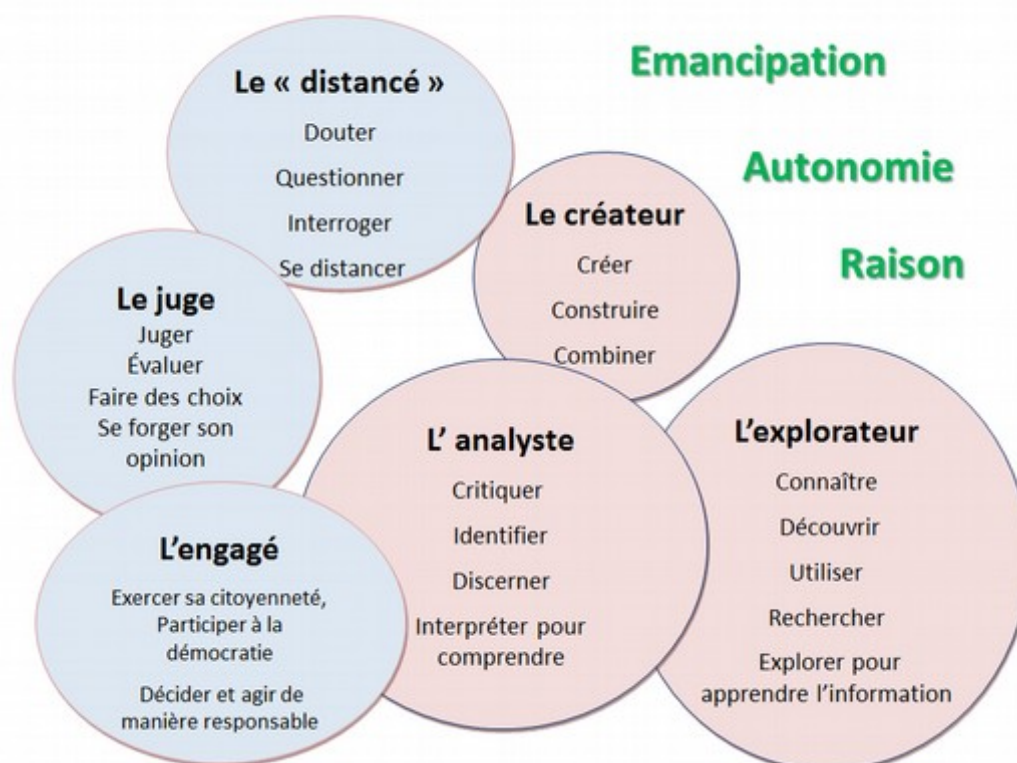 Le « distancé »
Douter
Questionner
Interroger
Se distancer
Emancipation
Autonomie
Raison
Le créateur
Créer
Construire
Combiner
Le juge
Juger
Évaluer
Faire des choix
Se forger son
opinion
L' analyste
Critiquer
Identifier
Discerner
Interpréter pour
comprendre
L'explorateur
Connaître
Découvrir
Utiliser
Rechercher
Explorer pour
apprendre l'information
L'engagé
Exercer sa citoyenneté,
Participer à la
démocratie
Décider et agir de
manière responsable